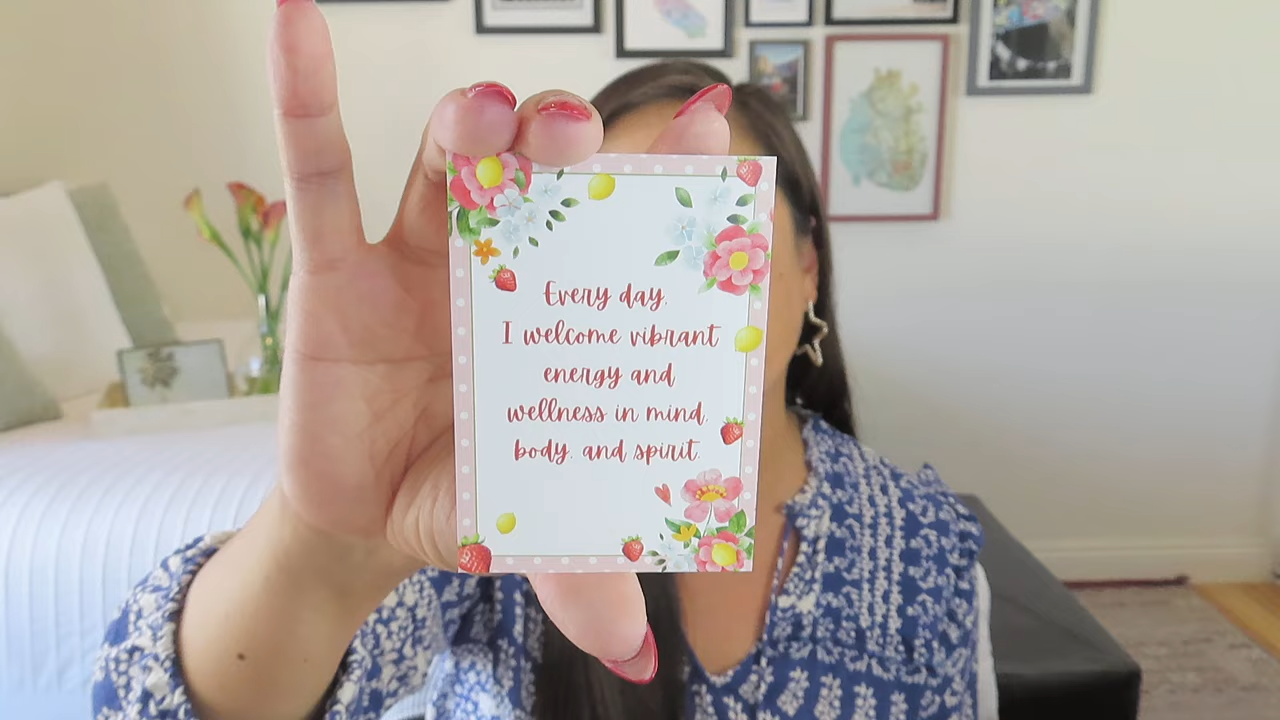 Every day,
I welcome vibrant
energy and
wellness in mind,
body, and spirit.